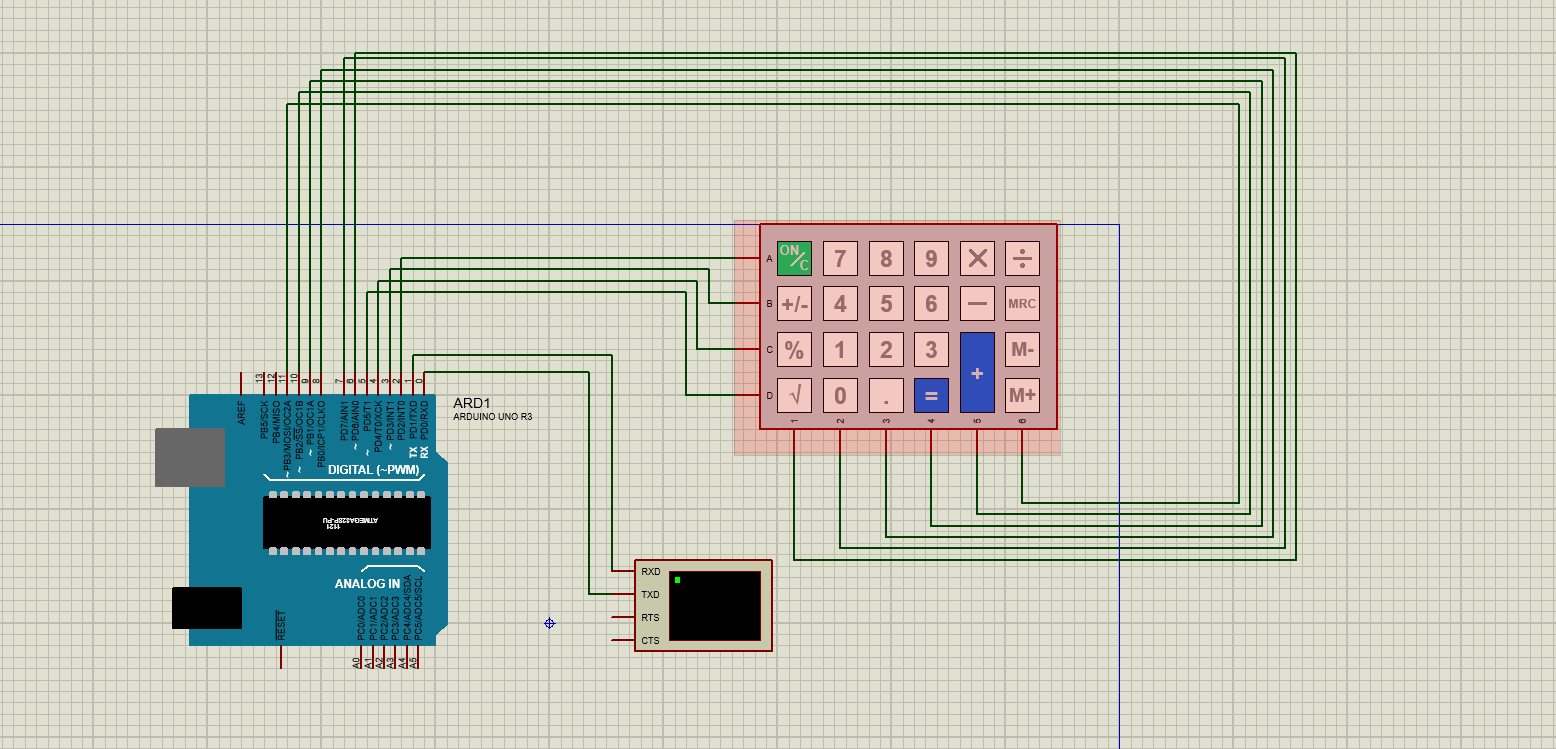 ON/C 7 8 9 × ÷
+/- 4 5 6 − MRC
% 1 2 3 M-
+
√ 0 . = M+
A
B
C
D
1 2 3 4 5 6
13 12 11 10 9 8 7 6 5 4 3 2 1 0
AREF
PB5/SCK
PB4/MISO
~ PB3/MOSI/OC2A
~ PB2/SS/OC1B
~ PB1/OC1A
PB0/ICP1/CLKO
PD7/AIN1
~ PD6/AIN0
~ PD5/T1
PD4/T0/XCK
~ PD3/INT1
PD2/INT0
TX PD1/TXD
RX PD0/RXD
ARD1
ARDUINO UNO R3
DIGITAL (~PWM)
ATMEGA328P-PU
1121
ANALOG IN
RESET
PC0/ADC0
PC1/ADC1
PC2/ADC2
PC3/ADC3
PC4/ADC4/SDA
PC5/ADC5/SCL
A0 A1 A2 A3 A4 A5
RXD
TXD
RTS
CTS